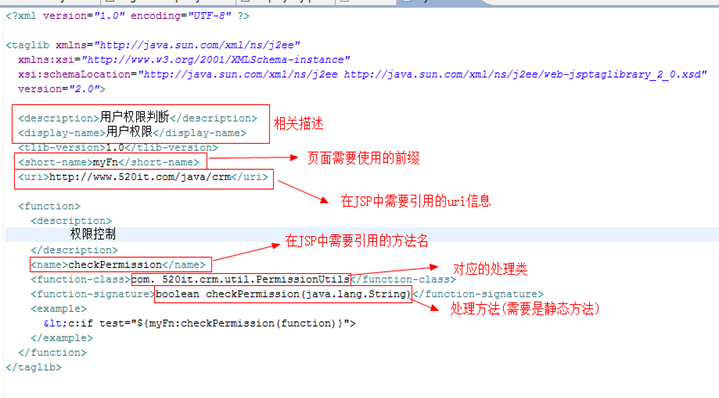 <?xml version="1.0" encoding="UTF-8" ?>
<taglib xmlns="http://java.sun.com/xml/ns/j2ee"
xmlns:xsi="http://www.w3.org/2001/XMLSchema-instance"
xsi:schemaLocation="http://java.sun.com/xml/ns/j2ee http://java.sun.com/xml/ns/j2ee/web-jsptaglibrary_2_0.xsd"
version="2.0">
<description>用户权限判断</description>
<display-name>用户权限</display-name>
相关描述
<tlib-version>1.0</tlib-version>
<short-name>myFn</short-name>
页面需要使用的前缀
<uri>http://www.520it.com/java/crm</uri>
在JSP中需要引用的uri信息
<function>
<description>
权限控制
</description>
在JSP中需要引用的方法名
<name>checkPermission</name>
<function-class>com. 520it.crm.util.PermissionUtils</function-class>
对应的处理类
<function-signature>boolean checkPermission(java.lang.String)</function-signature>
处理方法(需要是静态方法)
<example>
&lt;c:if test="${myFn:checkPermission(function)}">
</example>
</function>
</taglib>